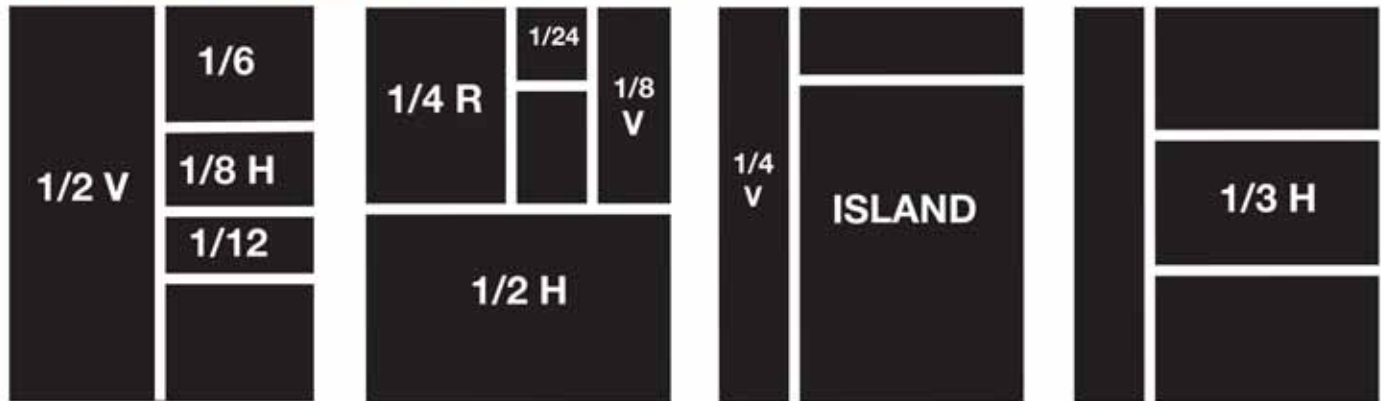 1/2 V
1/6
1/8 H
1/12
1/4 R
1/24
1/8
V
1/2 H
1/4
V
ISLAND
1/3 H